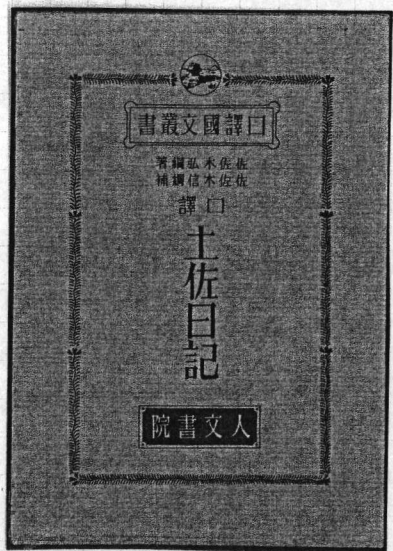 口譯國文叢書
佐佐木弘綱著
佐佐木信綱補
口譯
土佐日記
人文書院